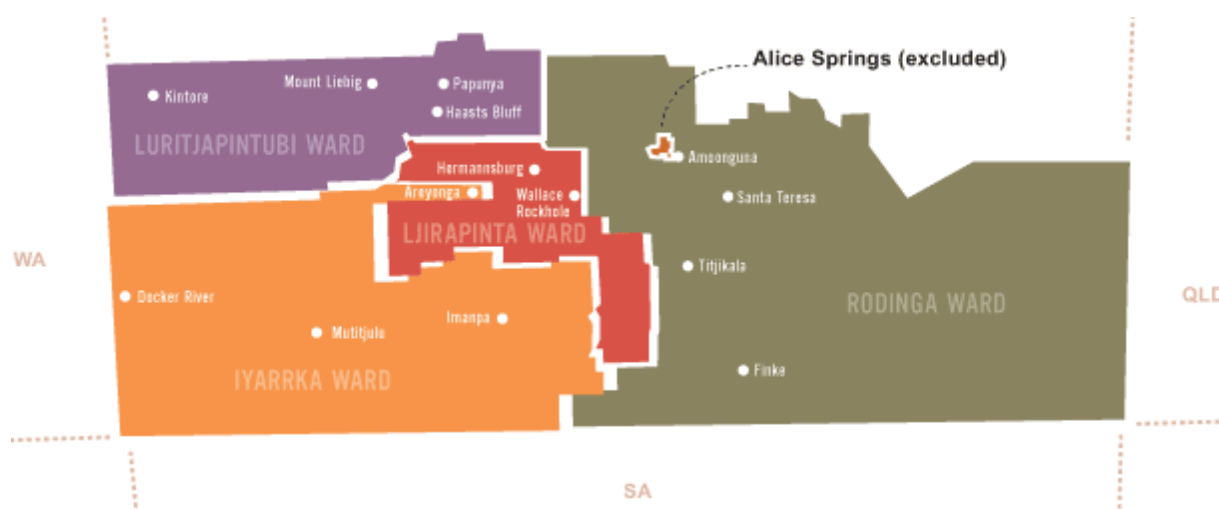 Alice Springs (excluded)
Mount Liebig
Papunya
Kintore
Haasts Bluff
LURITJAPINTUBI WARD
Amoonguna
Hermannsburg
Areyonga
Wallace
Rockhole
Santa Teresa
LJIRAPINTA WARD
WA
Titjikala
Docker River
QLD
RODINGA WARD
Imanpa
Mutitjulu
Finke
IYARRKA WARD
SA